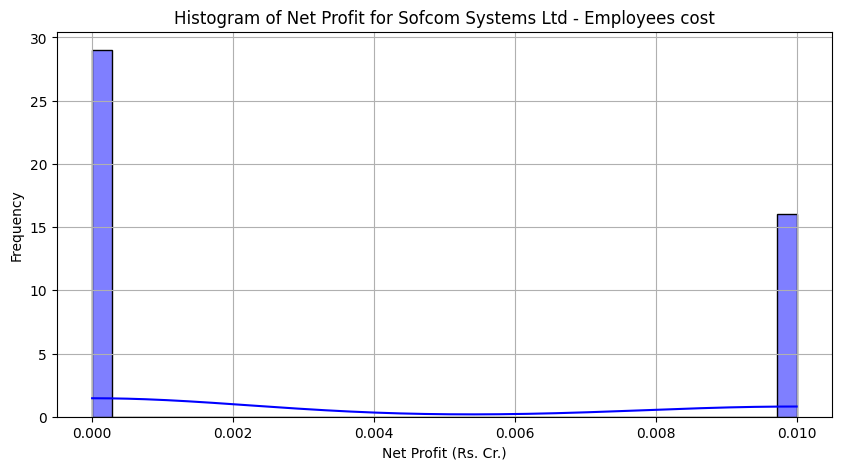 Histogram of Net Profit for Sofcom Systems Ltd - Employees cost
30
25
20
15
10
5
0
Frequency
0.000 0.002 0.004 0.006 0.008 0.010
Net Profit (Rs. Cr.)